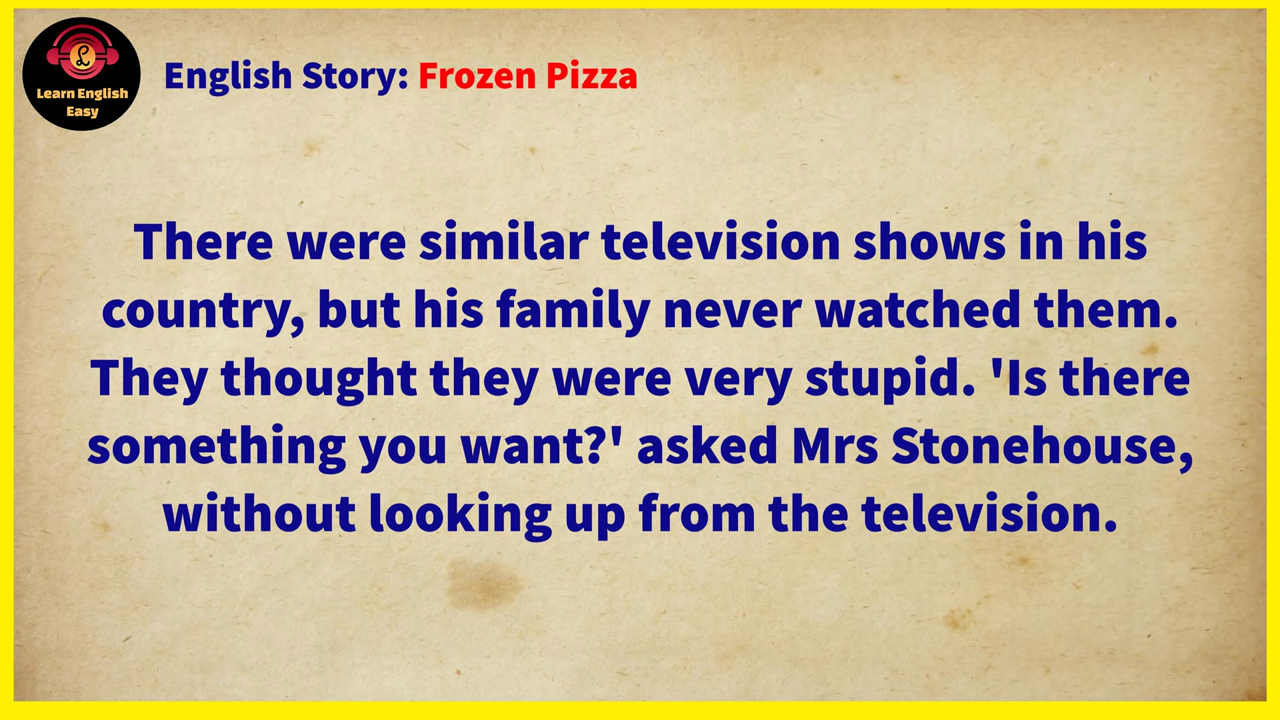 Learn English
Easy
English Story: Frozen Pizza
There were similar television shows in his
country, but his family never watched them.
They thought they were very stupid. 'Is there
something you want?' asked Mrs Stonehouse,
without looking up from the television.